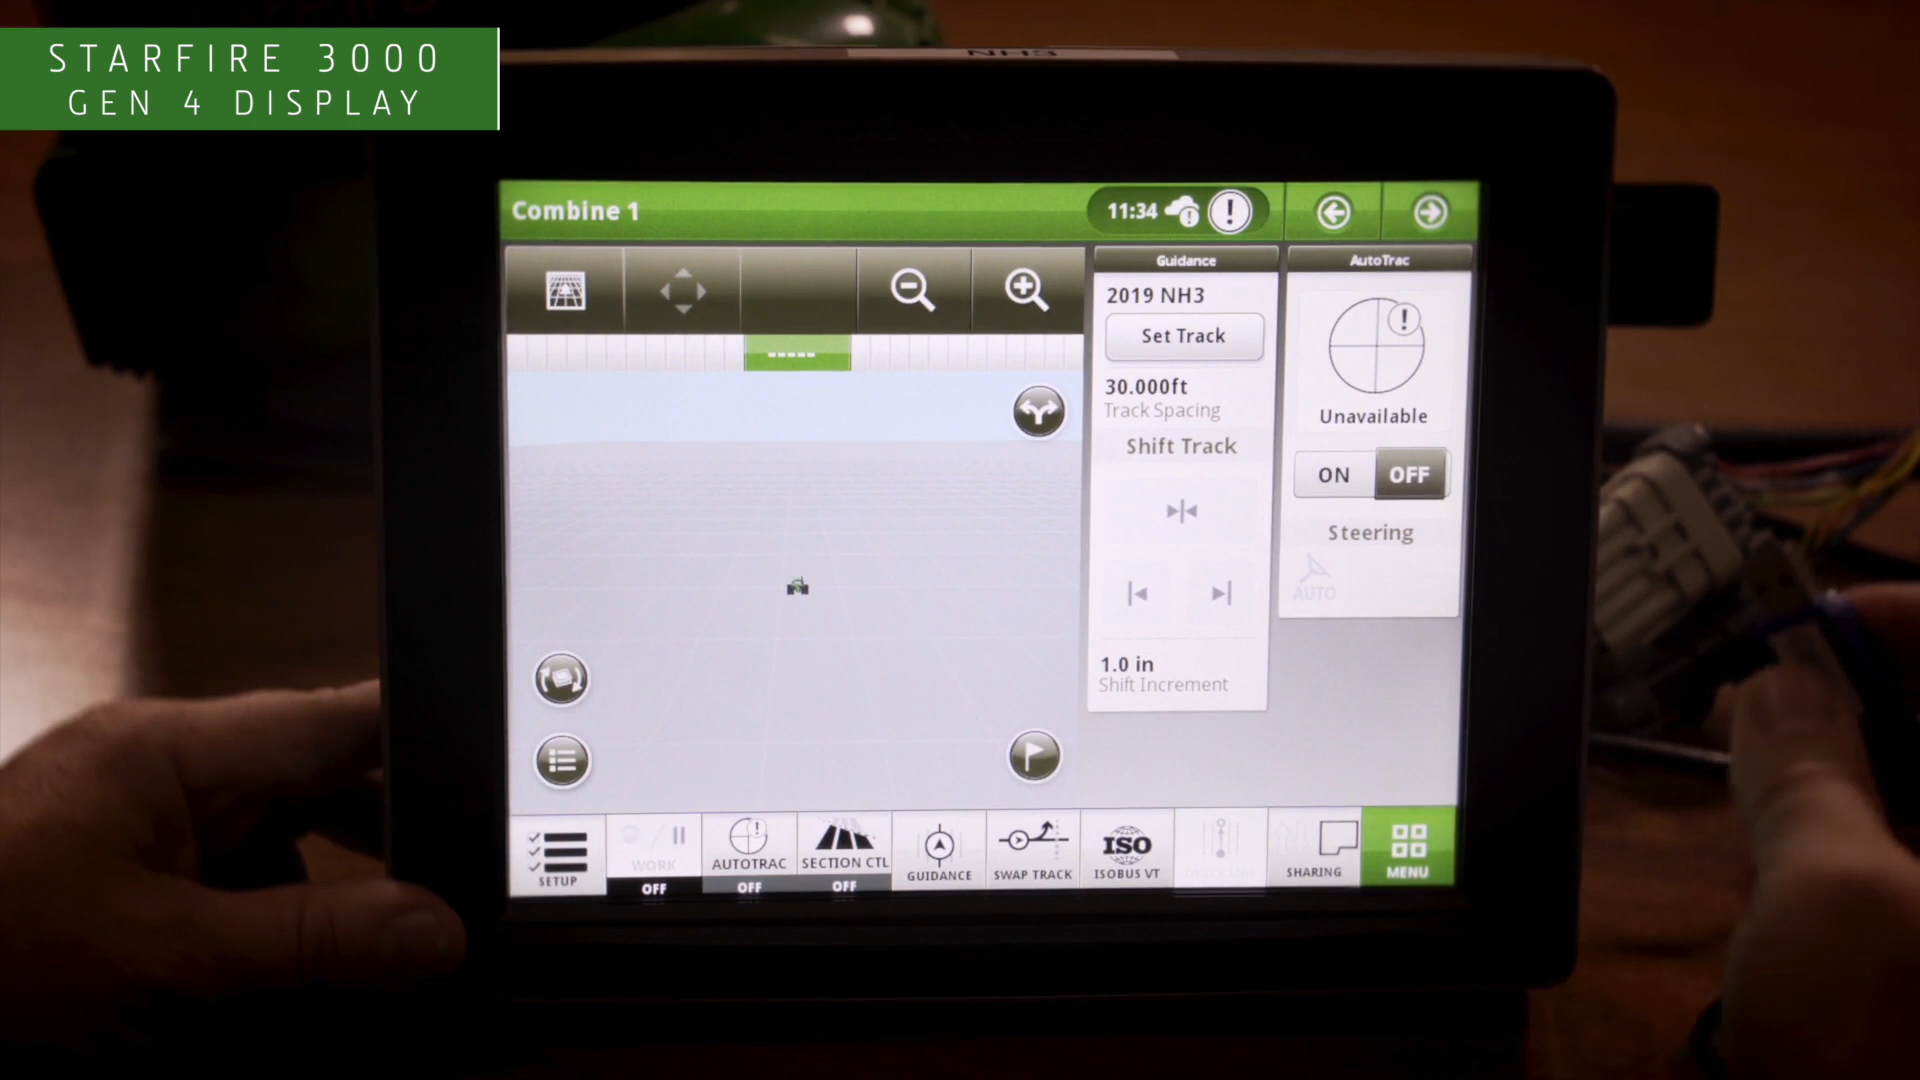 STARFIRE 3000
GEN 4 DISPLAY
NH3
Combine 1
11:34
Guidance
AutoTrac
2019 NH3
Set Track
30.000ft
Track Spacing
Shift Track
1.0 in
Shift Increment
Unavailable
ON OFF
Steering
AUTO
-----
SETUP
WORK
OFF
AUTOTRAC
OFF
SECTION CTL
OFF
GUIDANCE
SWAP TRACK
ISO
ISOBUS VT
SHARING
MENU